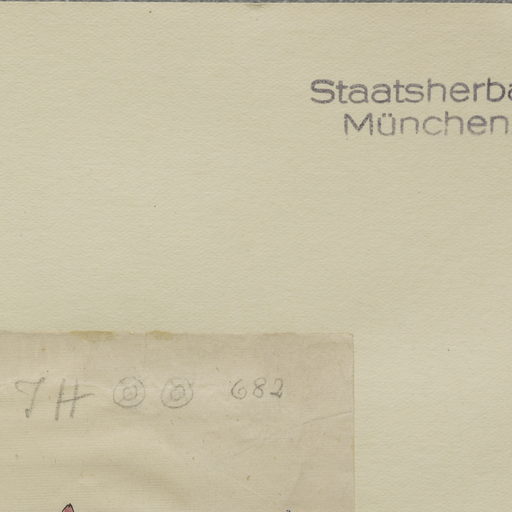 Staatsherba
München
JH ◎ ◎ 682